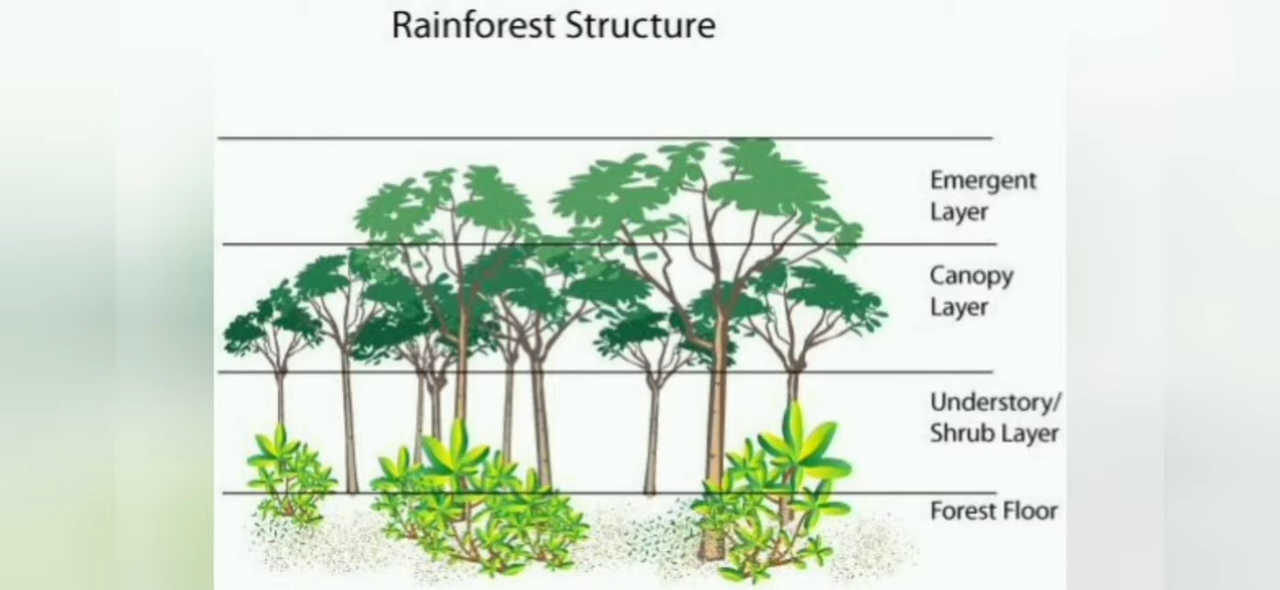 Rainforest Structure
Emergent
Layer
Canopy
Layer
Understory/
Shrub Layer
Forest Floor